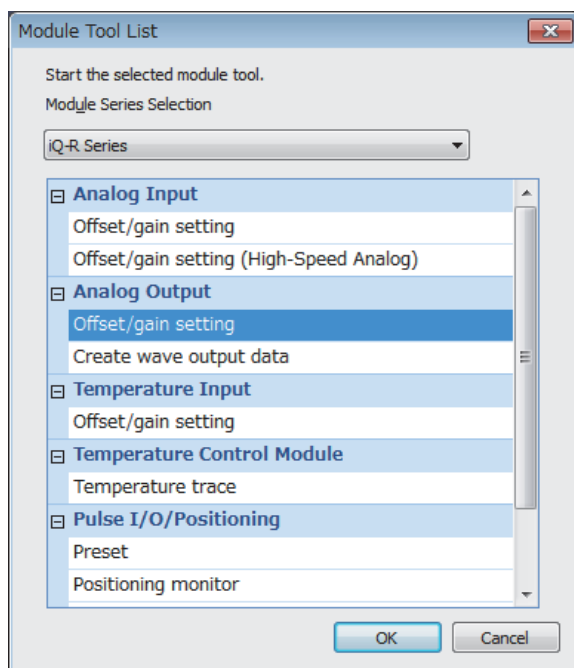 Module Tool List
Start the selected module tool.
Module Series Selection
iQ-R Series
Analog Input
Offset/gain setting
Offset/gain setting (High-Speed Analog)
Analog Output
Offset/gain setting
Create wave output data
Temperature Input
Offset/gain setting
Temperature Control Module
Temperature trace
Pulse I/O/Positioning
Preset
Positioning monitor
OK Cancel